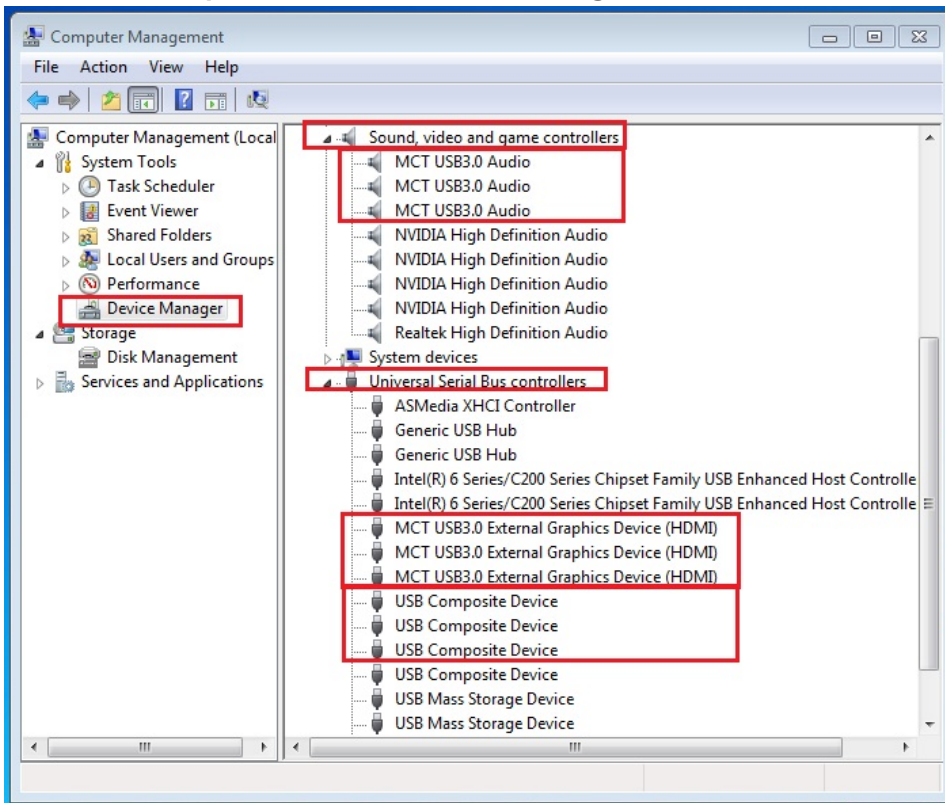 Computer Management
File Action View Help
Computer Management (Local
System Tools
Task Scheduler
Event Viewer
Shared Folders
Local Users and Groups
Performance
Device Manager
Storage
Disk Management
Services and Applications
Sound, video and game controllers
MCT USB3.0 Audio
MCT USB3.0 Audio
MCT USB3.0 Audio
NVIDIA High Definition Audio
NVIDIA High Definition Audio
NVIDIA High Definition Audio
NVIDIA High Definition Audio
Realtek High Definition Audio
System devices
Universal Serial Bus controllers
ASMedia XHCI Controller
Generic USB Hub
Generic USB Hub
Intel(R) 6 Series/C200 Series Chipset Family USB Enhanced Host Controlle
Intel(R) 6 Series/C200 Series Chipset Family USB Enhanced Host Controlle
MCT USB3.0 External Graphics Device (HDMI)
MCT USB3.0 External Graphics Device (HDMI)
MCT USB3.0 External Graphics Device (HDMI)
USB Composite Device
USB Composite Device
USB Composite Device
USB Composite Device
USB Mass Storage Device
USB Mass Storage Device